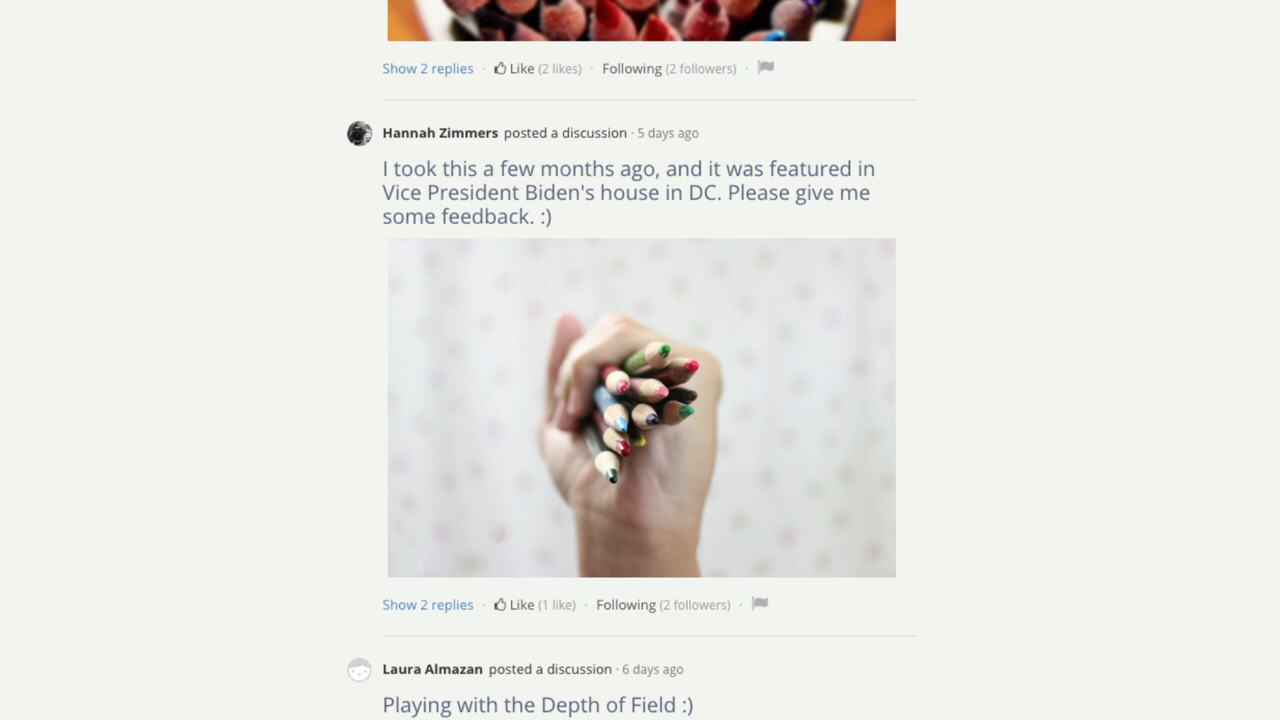 Show 2 replies · Like (2 likes) · Following (2 followers) ·
Hannah Zimmers posted a discussion · 5 days ago
I took this a few months ago, and it was featured in
Vice President Biden's house in DC. Please give me
some feedback. :)
Show 2 replies · Like (1 like) · Following (2 followers) ·
Laura Almazan posted a discussion · 6 days ago
Playing with the Depth of Field :)